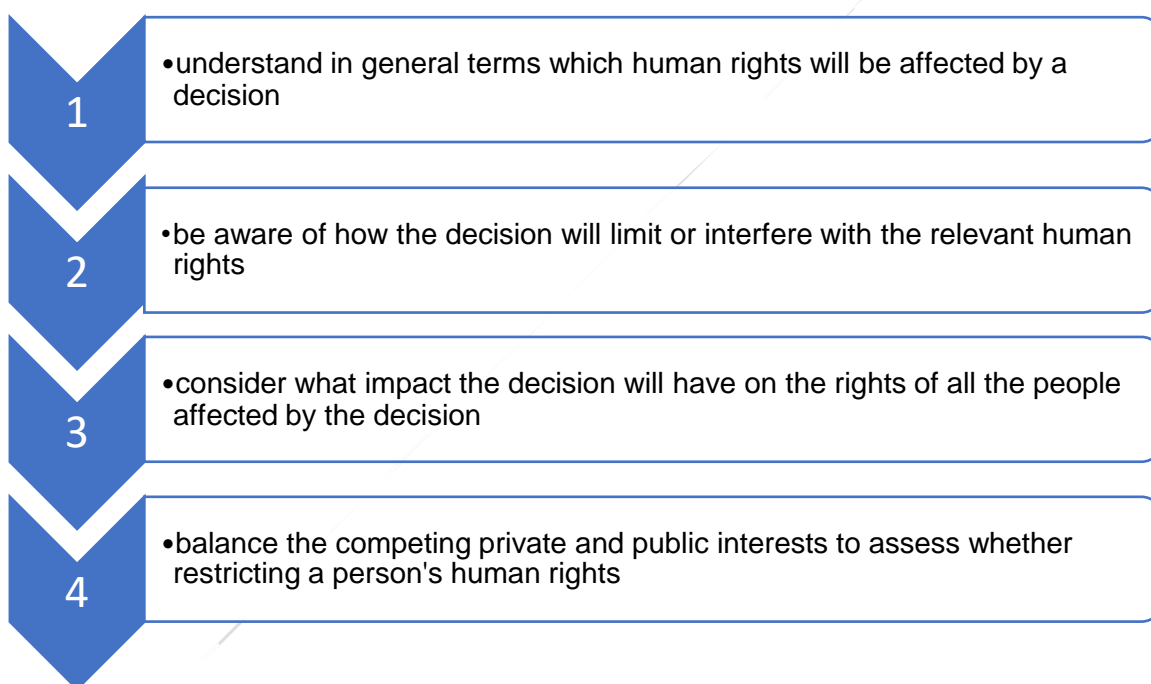 1
•understand in general terms which human rights will be affected by a
decision
2
•be aware of how the decision will limit or interfere with the relevant human
rights
3
•consider what impact the decision will have on the rights of all the people
affected by the decision
4
•balance the competing private and public interests to assess whether
restricting a person's human rights